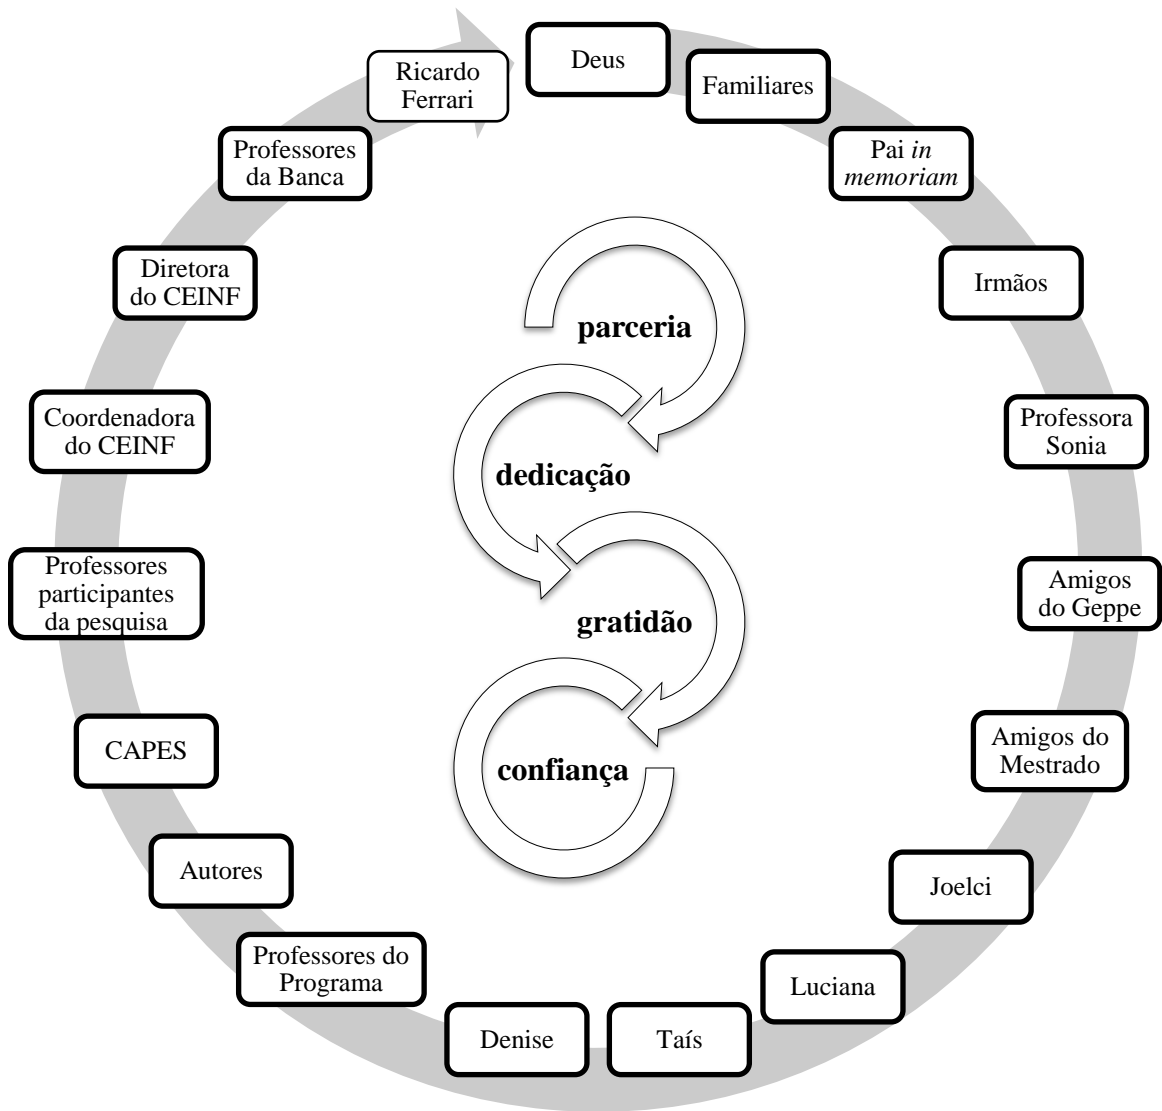 Deus
Familiares
Pai in
memoriam
Irmãos
Professora
Sonia
Amigos
do Geppe
Amigos do
Mestrado
Joelci
Luciana
Taís
Denise
Professores do
Programa
Autores
CAPES
Professores
participantes
da pesquisa
Coordenadora
do CEINF
Diretora
do CEINF
Professores
da Banca
Ricardo
Ferrari
parceria
dedicação
gratidão
confiança